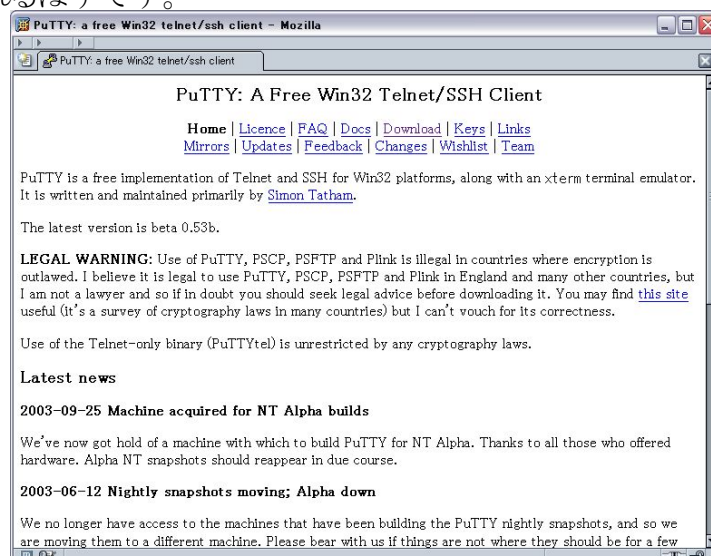 はずです。
PuTTY: a free Win32 telnet/ssh client - Mozilla
PuTTY: a free Win32 telnet/ssh client
PuTTY: A Free Win32 Telnet/SSH Client
Home | Licence | FAQ | Docs | Download | Keys | Links
Mirrors | Updates | Feedback | Changes | Wishlist | Team
PuTTY is a free implementation of Telnet and SSH for Win32 platforms, along with an xterm terminal emulator.
It is written and maintained primarily by Simon Tatham.
The latest version is beta 0.53b.
LEGAL WARNING: Use of PuTTY, PSCP, PSFTP and Plink is illegal in countries where encryption is
outlawed. I believe it is legal to use PuTTY, PSCP, PSFTP and Plink in England and many other countries, but
I am not a lawyer and so if in doubt you should seek legal advice before downloading it. You may find this site
useful (it's a survey of cryptography laws in many countries) but I can't vouch for its correctness.
Use of the Telnet-only binary (PuTTYtel) is unrestricted by any cryptography laws.
Latest news
2003-09-25 Machine acquired for NT Alpha builds
We've now got hold of a machine with which to build PuTTY for NT Alpha. Thanks to all those who offered
hardware. Alpha NT snapshots should reappear in due course.
2003-06-12 Nightly snapshots moving; Alpha down
We no longer have access to the machines that have been building the PuTTY nightly snapshots, and so we
are moving them to a different machine. Please bear with us if things are not where they should be for a few